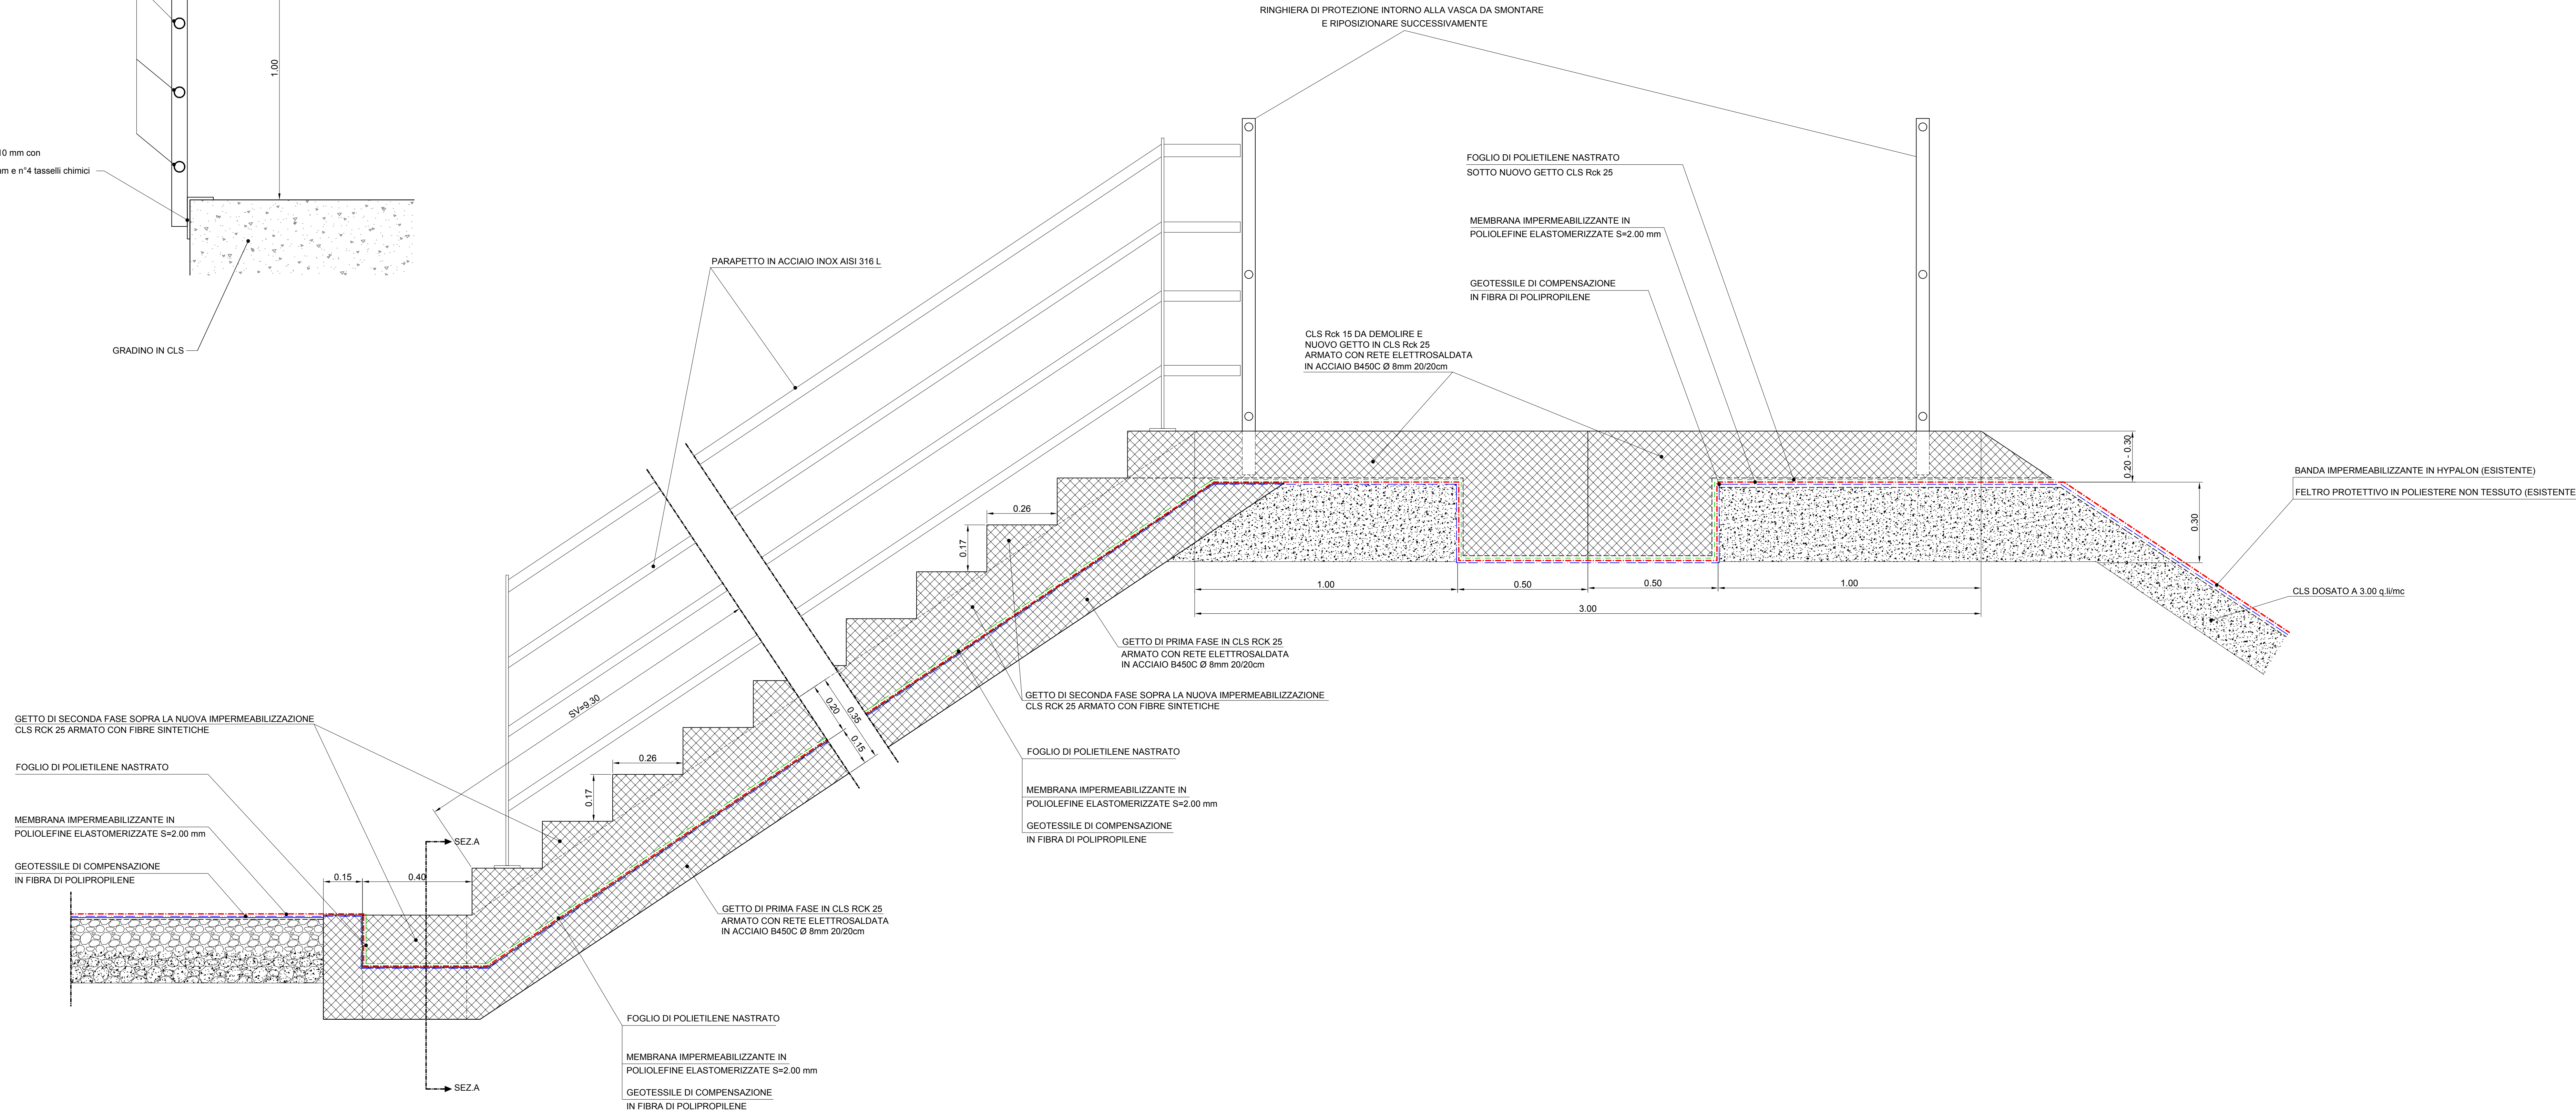 RINGHIERA DI PROTEZIONE INTORNO ALLA VASCA DA SMONTARE
E RIPOSIZIONARE SUCCESSIVAMENTE
1.00
10 mm con
mm e n°4 tasselli chimici
GRADINO IN CLS
PARAPETTO IN ACCIAIO INOX AISI 316 L
FOGLIO DI POLIETILENE NASTRATO
SOTTO NUOVO GETTO CLS Rck 25
MEMBRANA IMPERMEABILIZZANTE IN
POLIOLEFINE ELASTOMERIZZATE S=2.00 mm
GEOTESSILE DI COMPENSAZIONE
IN FIBRA DI POLIPROPILENE
CLS Rck 15 DA DEMOLIRE E
NUOVO GETTO IN CLS Rck 25
ARMATO CON RETE ELETTROSALDATA
IN ACCIAIO B450C Ø 8mm 20/20cm
0.20 - 0.30
BANDA IMPERMEABILIZZANTE IN HYPALON (ESISTENTE)
FELTRO PROTETTIVO IN POLIESTERE NON TESSUTO (ESISTENTE
0.30
CLS DOSATO A 3.00 q.li/mc
0.26
0.17
1.00
0.50
0.50
1.00
3.00
GETTO DI PRIMA FASE IN CLS RCK 25
ARMATO CON RETE ELETTROSALDATA
IN ACCIAIO B450C Ø 8mm 20/20cm
GETTO DI SECONDA FASE SOPRA LA NUOVA IMPERMEABILIZZAZIONE
CLS RCK 25 ARMATO CON FIBRE SINTETICHE
FOGLIO DI POLIETILENE NASTRATO
MEMBRANA IMPERMEABILIZZANTE IN
POLIOLEFINE ELASTOMERIZZATE S=2.00 mm
GEOTESSILE DI COMPENSAZIONE
IN FIBRA DI POLIPROPILENE
SV=9.30
0.20
0.35
0.15
0.26
0.17
GETTO DI SECONDA FASE SOPRA LA NUOVA IMPERMEABILIZZAZIONE
CLS RCK 25 ARMATO CON FIBRE SINTETICHE
FOGLIO DI POLIETILENE NASTRATO
MEMBRANA IMPERMEABILIZZANTE IN
POLIOLEFINE ELASTOMERIZZATE S=2.00 mm
GEOTESSILE DI COMPENSAZIONE
IN FIBRA DI POLIPROPILENE
SEZ.A
0.15
0.40
GETTO DI PRIMA FASE IN CLS RCK 25
ARMATO CON RETE ELETTROSALDATA
IN ACCIAIO B450C Ø 8mm 20/20cm
FOGLIO DI POLIETILENE NASTRATO
MEMBRANA IMPERMEABILIZZANTE IN
POLIOLEFINE ELASTOMERIZZATE S=2.00 mm
SEZ.A
GEOTESSILE DI COMPENSAZIONE
IN FIBRA DI POLIPROPILENE